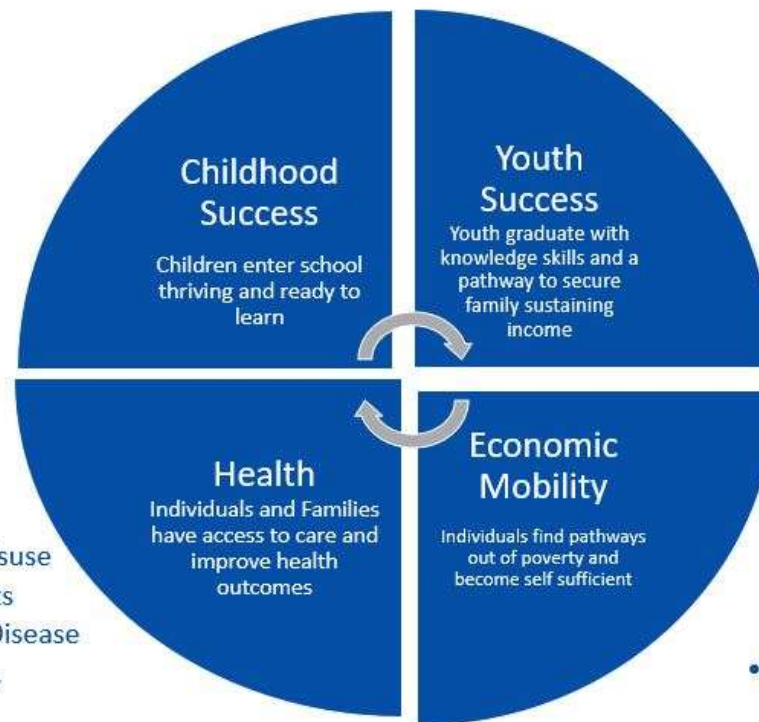 Childhood
Success
Children enter school
thriving and ready to
learn
Youth
Success
Youth graduate with
knowledge skills and a
pathway to secure
family sustaining
income
Health
Individuals and Families
have access to care and
improve health
outcomes
Economic
Mobility
Individuals find pathways
out of poverty and
become self sufficient
Disease
•